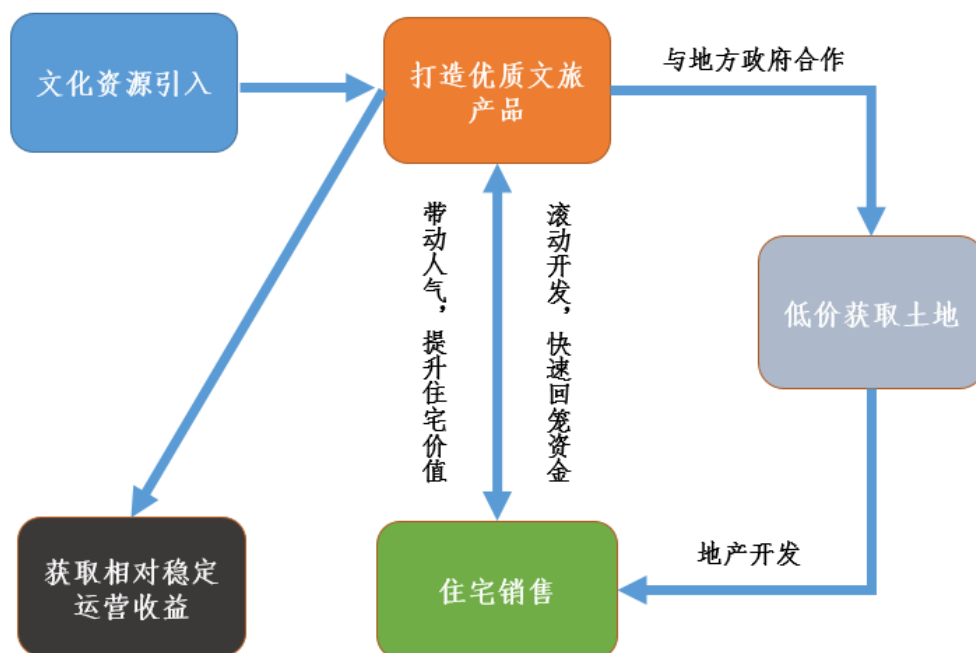 文化资源引入
打造优质文旅
产品
与地方政府合作
带动人气，提升住宅价值
滚动开发，快速回笼资金
低价获取土地
获取相对稳定
运营收益
住宅销售
地产开发